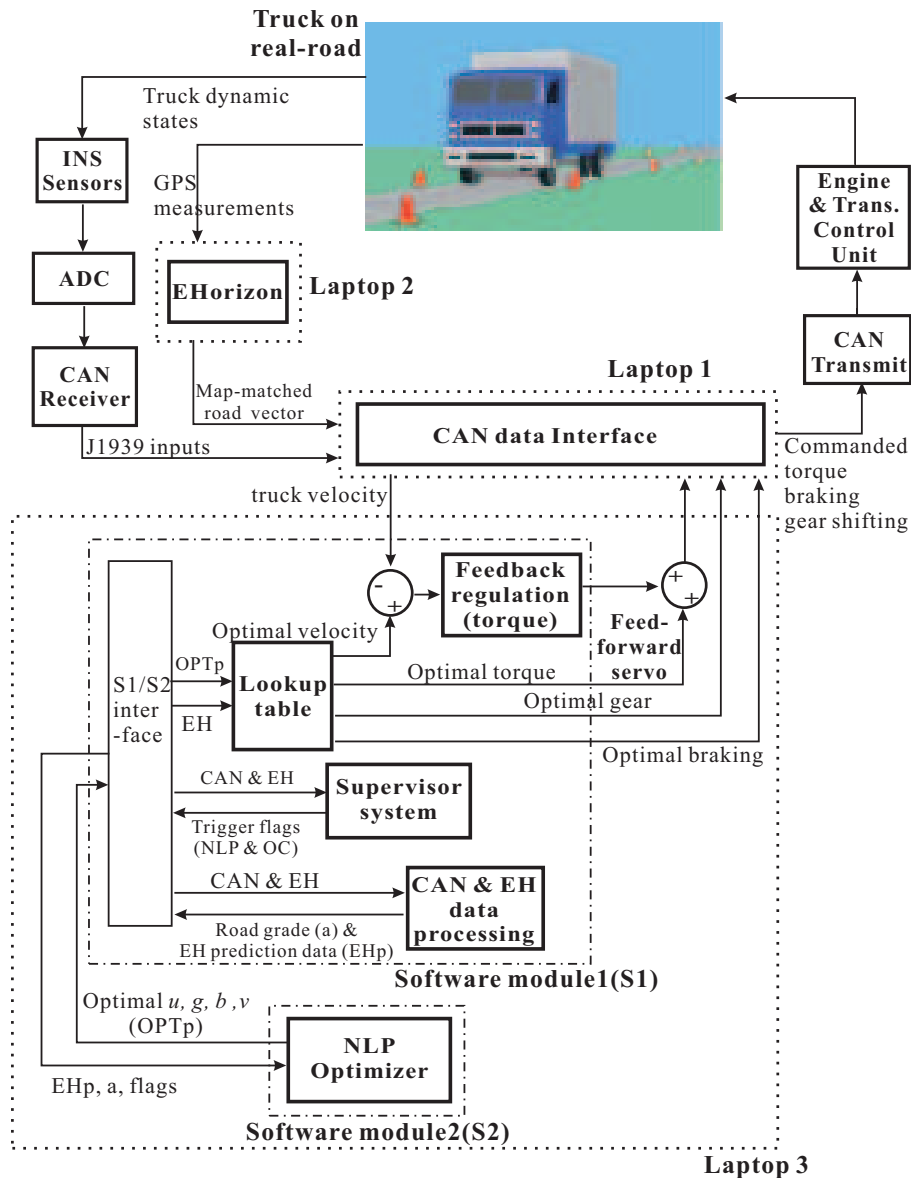 Truck on
real-road
Truck dynamic
states
INS
Sensors
GPS
measurements
Engine
& Trans.
Control
Unit
ADC
EHorizon
Laptop 2
CAN
Receiver
CAN
Transmit
Laptop 1
Map-matched
road vector
CAN data Interface
J1939 inputs
Commanded
torque
braking
gear shifting
truck velocity
-
+
Feedback
regulation
(torque)
+
+
Feed-
forward
servo
Optimal velocity
OPTp
S1/S2
inter
-face
EH
Lookup
table
Optimal torque
Optimal gear
Optimal braking
CAN & EH
Supervisor
system
Trigger flags
(NLP & OC)
CAN & EH
CAN & EH
data
processing
Road grade (a) &
EH prediction data (EHp)
Software module1(S1)
Optimal u, g, b ,v
(OPTp)
NLP
Optimizer
EHp, a, flags
Software module2(S2)
Laptop 3